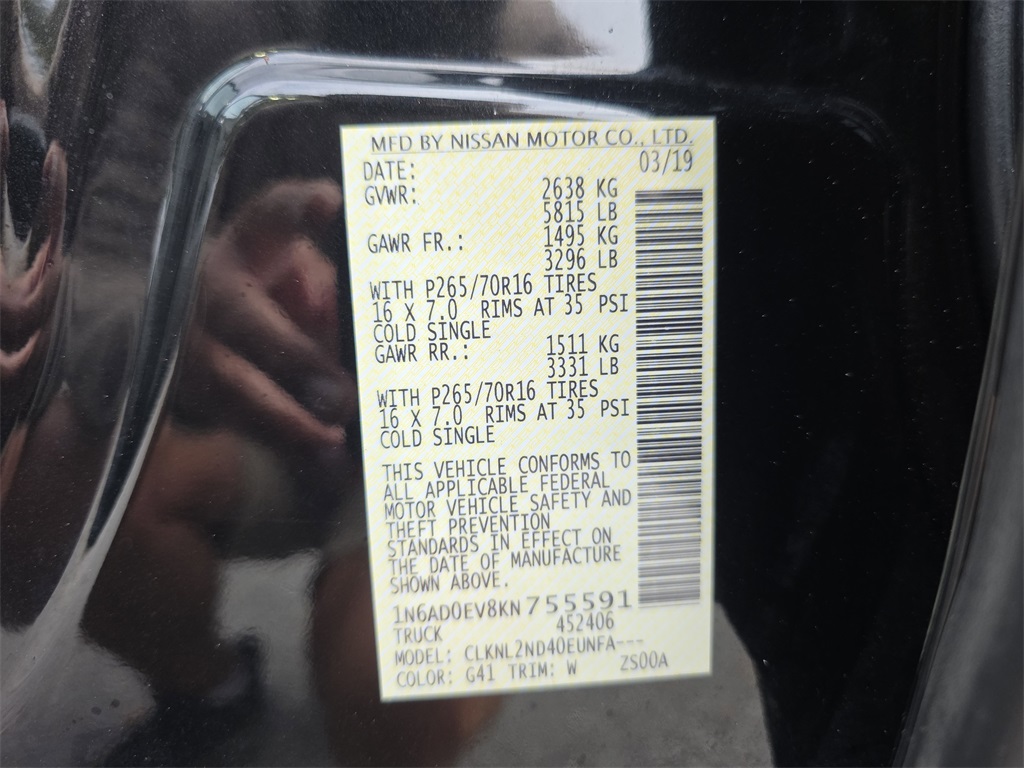 MFD BY NISSAN MOTOR CO., LTD.
DATE: 03/19
GVWR: 2638 KG
5815 LB
GAWR FR.: 1495 KG
3296 LB
WITH P265/70R16 TIRES
16 X 7.0 RIMS AT 35 PSI
COLD SINGLE
GAWR RR.: 1511 KG
3331 LB
WITH P265/70R16 TIRES
16 X 7.0 RIMS AT 35 PSI
COLD SINGLE
THIS VEHICLE CONFORMS TO
ALL APPLICABLE FEDERAL
MOTOR VEHICLE SAFETY AND
THEFT PREVENTION
STANDARDS IN EFFECT ON
THE DATE OF MANUFACTURE
SHOWN ABOVE.
1N6AD0EV8KN755591
TRUCK 452406
MODEL: CLKNL2ND40EUNFA---
COLOR: G41 TRIM: W ZS00A